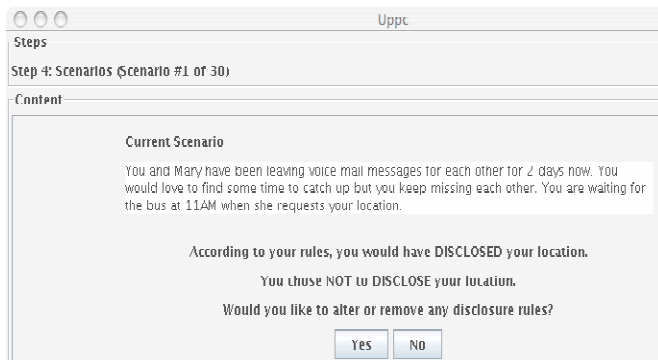 Uppc
Steps
Step 4: Scenarios (Scenario #1 of 30)
Content
Current Scenario
You and Mary have been leaving voice mail messages for each other for 2 days now. You
would love to find some time to catch up but you keep missing each other. You are waiting for
the bus at 11AM when she requests your location.
According to your rules, you would have DISCLOSED your location.
You chose NOT to DISCLOSE your location.
Would you like to alter or remove any disclosure rules?
Yes No